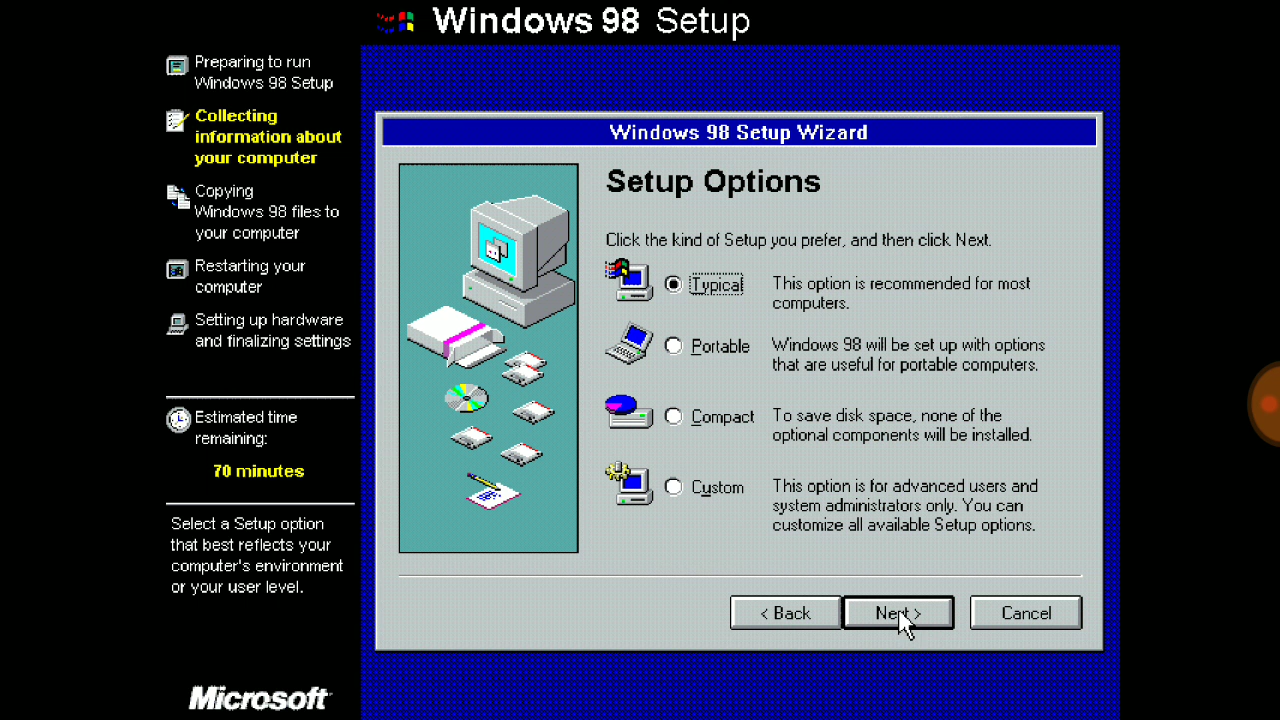 Windows 98 Setup
Preparing to run
Windows 98 Setup
Collecting
information about
your computer
Copying
Windows 98 files to
your computer
Restarting your
computer
Setting up hardware
and finalizing settings
Estimated time
remaining:
70 minutes
Select a Setup option
that best reflects your
computer's environment
or your user level.
Microsoft
Windows 98 Setup Wizard
Setup Options
Click the kind of Setup you prefer, and then click Next.
Typical
This option is recommended for most
computers.
Portable
Windows 98 will be set up with options
that are useful for portable computers.
Compact
To save disk space, none of the
optional components will be installed.
Custom
This option is for advanced users and
system administrators only. You can
customize all available Setup options.
< Back
Next >
Cancel